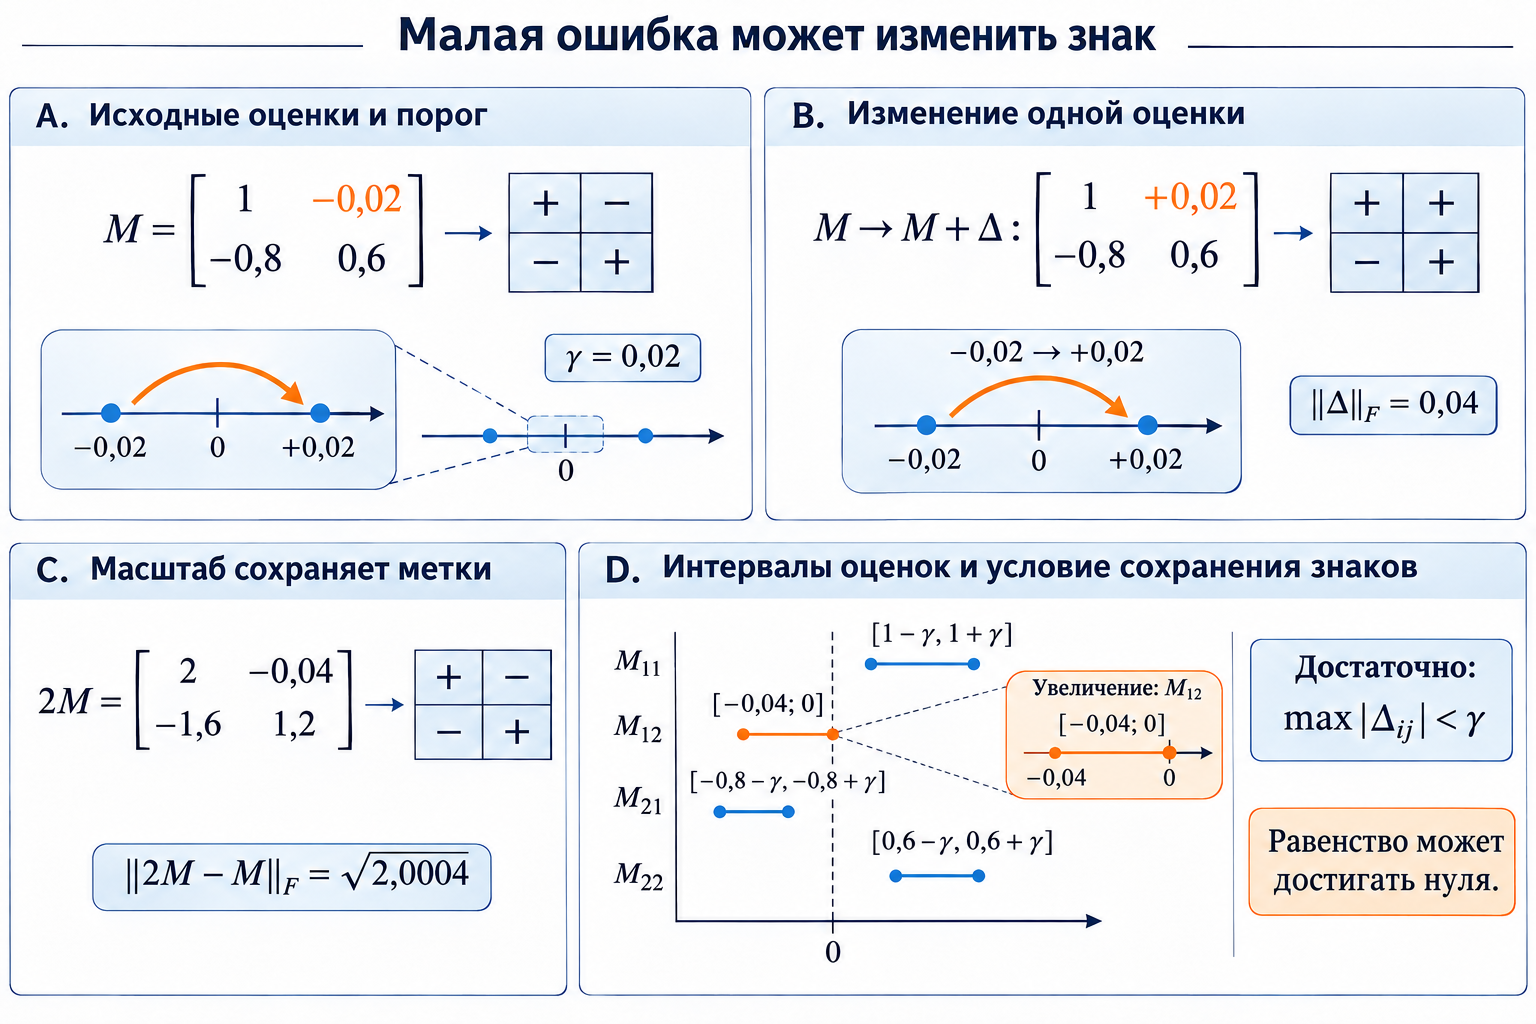 Малая ошибка может изменить знак
A. Исходные оценки и порог
M = [ 1 −0,02
−0,8 0,6 ]
+ −
− +
γ = 0,02
−0,02 0 +0,02
0
B. Изменение одной оценки
M → M + Δ : [ 1 +0,02
−0,8 0,6 ]
+ +
− +
−0,02 → +0,02
−0,02 0 +0,02
||Δ||_F = 0,04
C. Масштаб сохраняет метки
2M = [ 2 −0,04
−1,6 1,2 ]
+ −
− +
||2M − M||_F = √2,0004
D. Интервалы оценок и условие сохранения знаков
M₁₁
[1 − γ, 1 + γ]
M₁₂
[−0,04; 0]
M₂₁
[−0,8 − γ, −0,8 + γ]
M₂₂
[0,6 − γ, 0,6 + γ]
0
Увеличение: M₁₂
[−0,04; 0]
−0,04 0
Достаточно:
max |Δ_ij| < γ
Равенство может
достигать нуля.